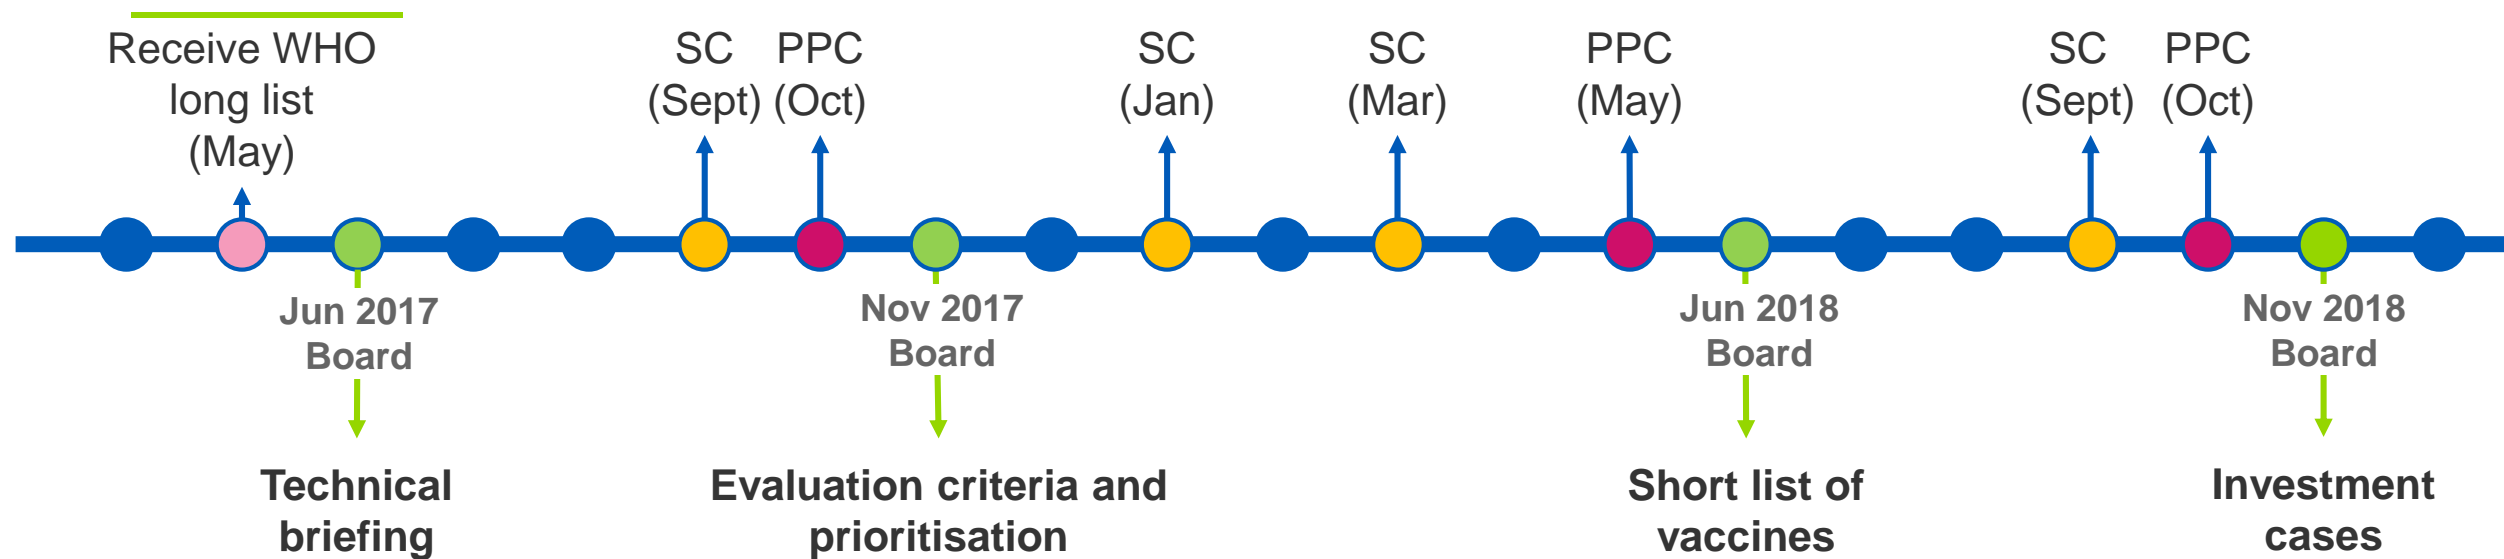 Receive WHO
long list
(May)
SC
(Sept)
PPC
(Oct)
SC
(Jan)
SC
(Mar)
PPC
(May)
SC
(Sept)
PPC
(Oct)
Jun 2017
Board
Nov 2017
Board
Jun 2018
Board
Nov 2018
Board
Technical
briefing
Evaluation criteria and
prioritisation
Short list of
vaccines
Investment
cases